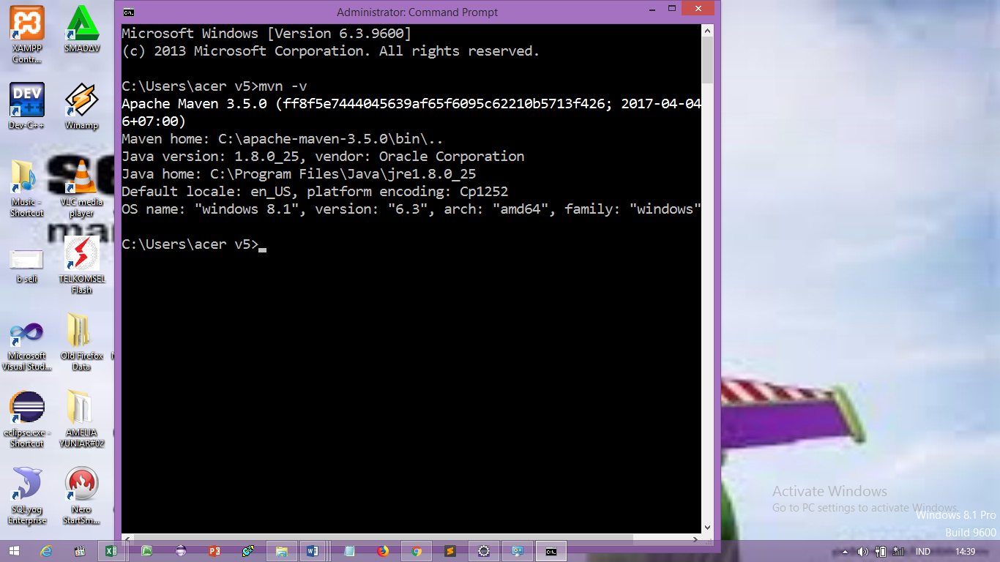 Administrator: Command Prompt
Microsoft Windows [Version 6.3.9600]
(c) 2013 Microsoft Corporation. All rights reserved.
C:\Users\acer v5>mvn -v
Apache Maven 3.5.0 (ff8f5e7444045639af65f6095c62210b5713f426; 2017-04-04
6+07:00)
Maven home: C:\apache-maven-3.5.0\bin\..
Java version: 1.8.0_25, vendor: Oracle Corporation
Java home: C:\Program Files\Java\jre1.8.0_25
Default locale: en_US, platform encoding: Cp1252
OS name: "windows 8.1", version: "6.3", arch: "amd64", family: "windows"
C:\Users\acer v5>
XAMPP
Contr...
SMADΔV
DEV
Dev-C++
Winamp
Music -
Shortcut
VLC media
player
b seli
TELKOMSEL
Flash
Microsoft
Visual Stud...
Old Firefox
Data
eclipse.exe -
Shortcut
AMELIA
YUNIAR#02
SQLyog
Enterprise
Nero
StartSm...
Activate Windows
Go to PC settings to activate Windows.
Windows 8.1 Pro
Build 9600
IND
14:39